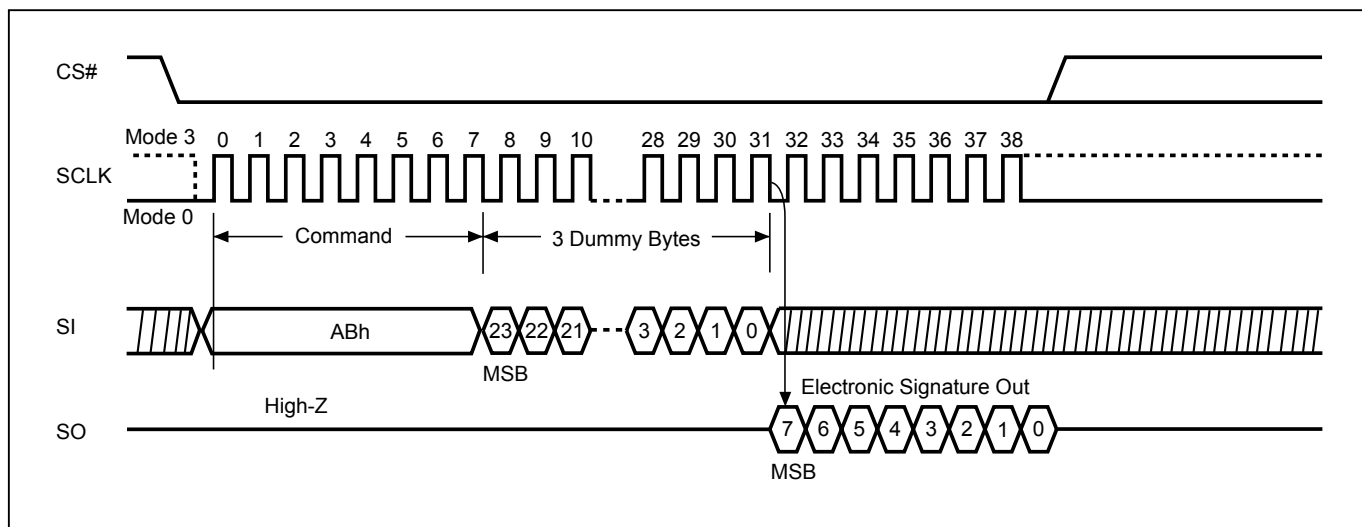 CS#
Mode 3
0 1 2 3 4 5 6 7 8 9 10 28 29 30 31 32 33 34 35 36 37 38
SCLK
Mode 0
Command
3 Dummy Bytes
SI
ABh
23 22 21 3 2 1 0
MSB
Electronic Signature Out
High-Z
SO
7 6 5 4 3 2 1 0
MSB